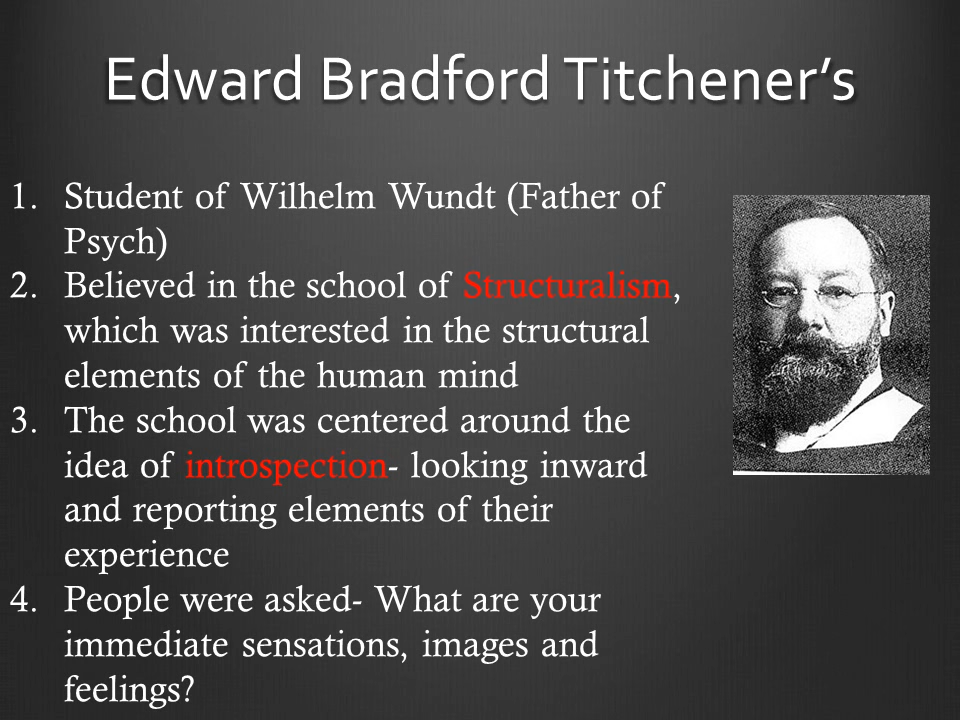 Edward Bradford Titchener’s
1. Student of Wilhelm Wundt (Father of
Psych)
2. Believed in the school of Structuralism,
which was interested in the structural
elements of the human mind
3. The school was centered around the
idea of introspection- looking inward
and reporting elements of their
experience
4. People were asked- What are your
immediate sensations, images and
feelings?